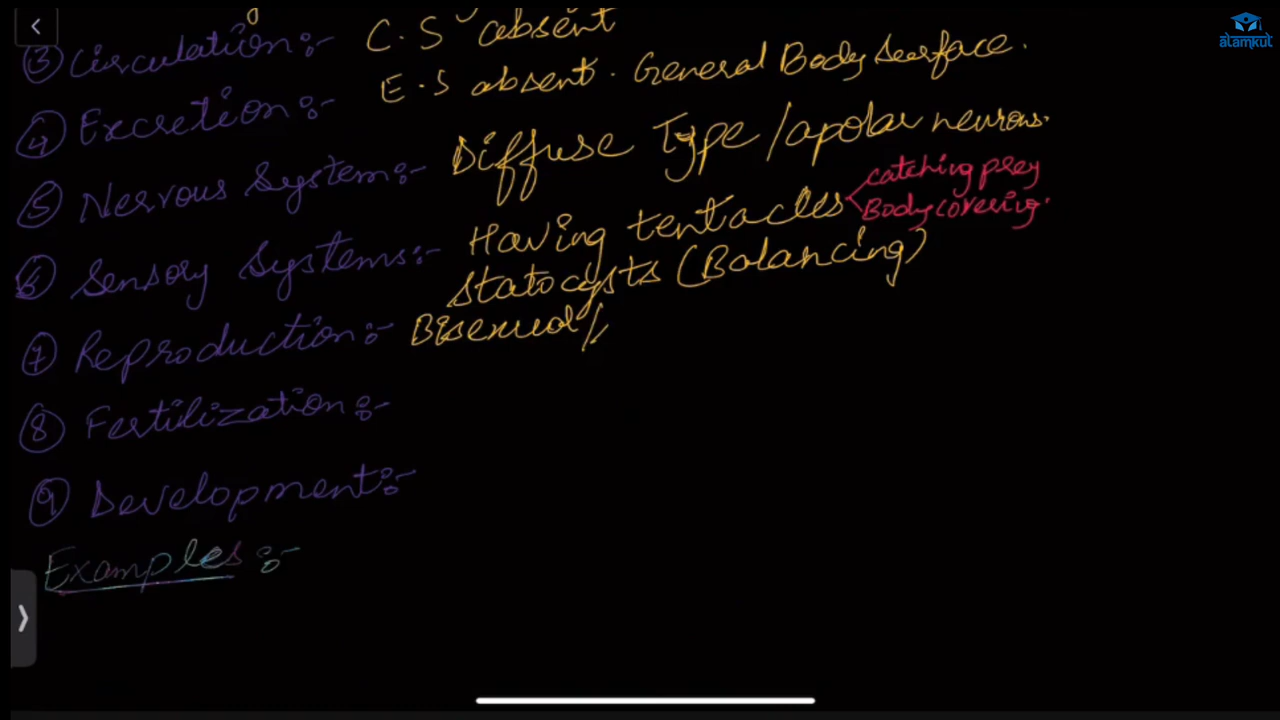 alamkut
③ Circulation:- C.S absent
④ Excretion:- E.S absent. General Body Surface.
⑤ Nervous System:- Diffuse Type/apolar neurons.
⑥ Sensory Systems:- Having tentacles
catching prey
Body covering.
Statocysts (Balancing)
⑦ Reproduction:- Bisexual/
⑧ Fertilization:-
⑨ Development:-
Examples:-